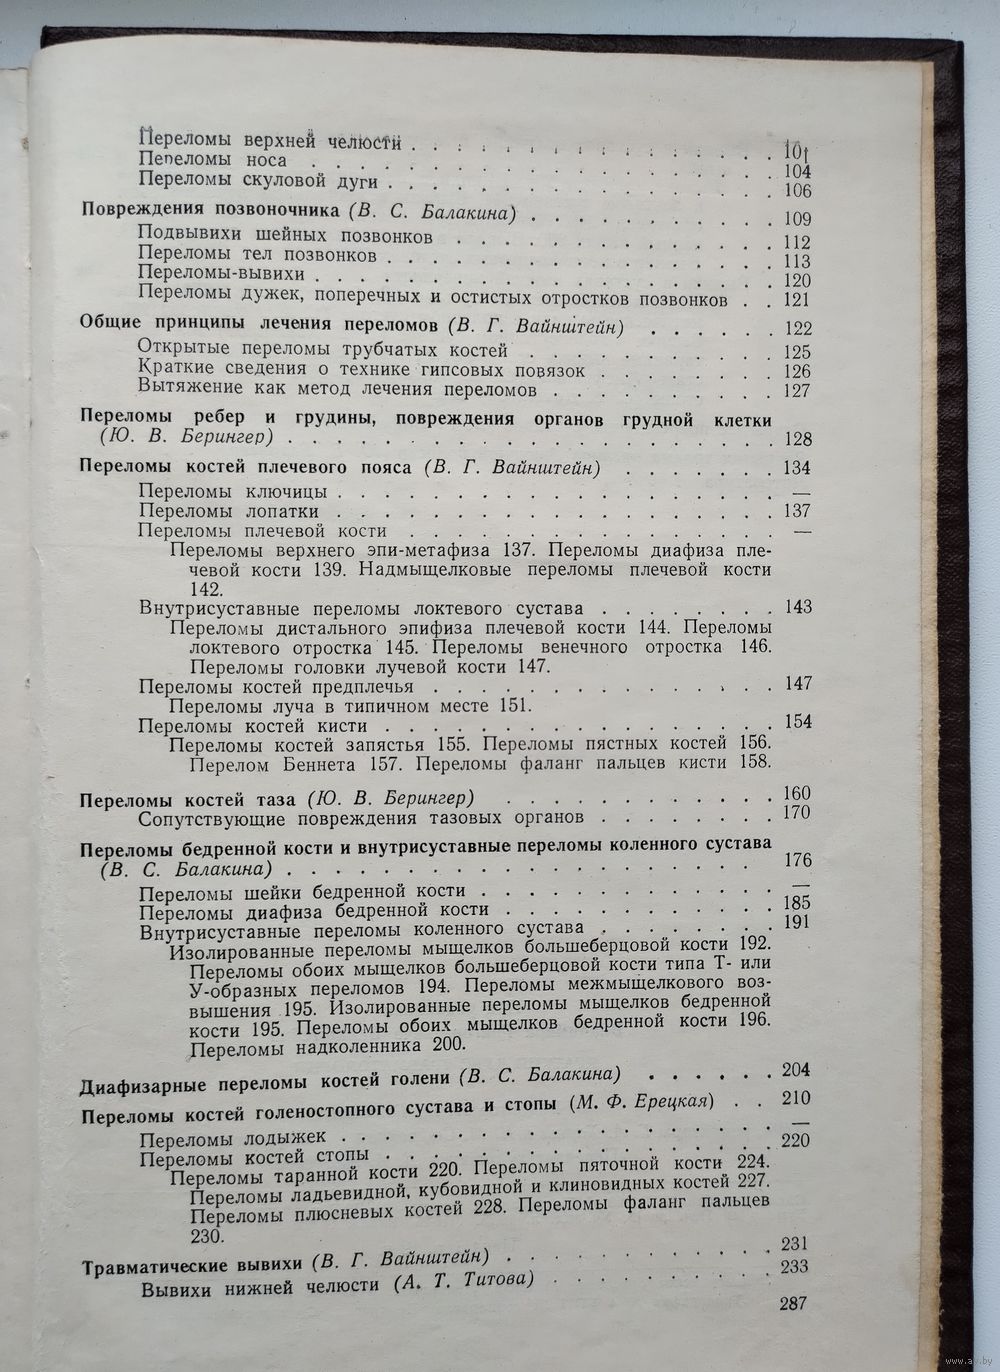 Переломы верхней челюсти . . . . . . . . . . . . . . . . 101
Переломы носа . . . . . . . . . . . . . . . . . . . . 104
Переломы скуловой дуги . . . . . . . . . . . . . . . . . 106
Повреждения позвоночника (В. С. Балакина) . . . . . . . . . . . 109
Подвывихи шейных позвонков . . . . . . . . . . . . . . 112
Переломы тел позвонков . . . . . . . . . . . . . . . . . 113
Переломы-вывихи . . . . . . . . . . . . . . . . . . . . 120
Переломы дужек, поперечных и остистых отростков позвонков . . 121
Общие принципы лечения переломов (В. Г. Вайнштейн) . . . . . . 122
Открытые переломы трубчатых костей . . . . . . . . . . . 125
Краткие сведения о технике гипсовых повязок . . . . . . . . 126
Вытяжение как метод лечения переломов . . . . . . . . . . 127
Переломы ребер и грудины, повреждения органов грудной клетки
(Ю. В. Берингер) . . . . . . . . . . . . . . . . . . . . . 128
Переломы костей плечевого пояса (В. Г. Вайнштейн) . . . . . . . 134
Переломы ключицы . . . . . . . . . . . . . . . . . . . —
Переломы лопатки . . . . . . . . . . . . . . . . . . . 137
Переломы плечевой кости . . . . . . . . . . . . . . . . —
Переломы верхнего эпи-метафиза 137. Переломы диафиза пле-
чевой кости 139. Надмыщелковые переломы плечевой кости
142.
Внутрисуставные переломы локтевого сустава . . . . . . . . 143
Переломы дистального эпифиза плечевой кости 144. Переломы
локтевого отростка 145. Переломы венечного отростка 146.
Переломы головки лучевой кости 147.
Переломы костей предплечья . . . . . . . . . . . . . . . 147
Переломы луча в типичном месте 151.
Переломы костей кисти . . . . . . . . . . . . . . . . . 154
Переломы костей запястья 155. Переломы пястных костей 156.
Перелом Беннета 157. Переломы фаланг пальцев кисти 158.
Переломы костей таза (Ю. В. Берингер) . . . . . . . . . . . . 160
Сопутствующие повреждения тазовых органов . . . . . . . . 170
Переломы бедренной кости и внутрисуставные переломы коленного сустава
(В. С. Балакина) . . . . . . . . . . . . . . . . . . . . 176
Переломы шейки бедренной кости . . . . . . . . . . . . . —
Переломы диафиза бедренной кости . . . . . . . . . . . . 185
Внутрисуставные переломы коленного сустава . . . . . . . . 191
Изолированные переломы мыщелков большеберцовой кости 192.
Переломы обоих мыщелков большеберцовой кости типа Т- или
У-образных переломов 194. Переломы межмыщелкового воз-
вышения 195. Изолированные переломы мыщелков бедренной
кости 195. Переломы обоих мыщелков бедренной кости 196.
Переломы надколенника 200.
Диафизарные переломы костей голени (В. С. Балакина) . . . . . . 204
Переломы костей голеностопного сустава и стопы (М. Ф. Ерецкая) . . 210
Переломы лодыжек . . . . . . . . . . . . . . . . . . . —
Переломы костей стопы . . . . . . . . . . . . . . . . . 220
Переломы таранной кости 220. Переломы пяточной кости 224.
Переломы ладьевидной, кубовидной и клиновидных костей 227.
Переломы плюсневых костей 228. Переломы фаланг пальцев
230.
Травматические вывихи (В. Г. Вайнштейн) . . . . . . . . . . . . 231
Вывихи нижней челюсти (А. Т. Титова) . . . . . . . . . . 233
287
www.ay.by